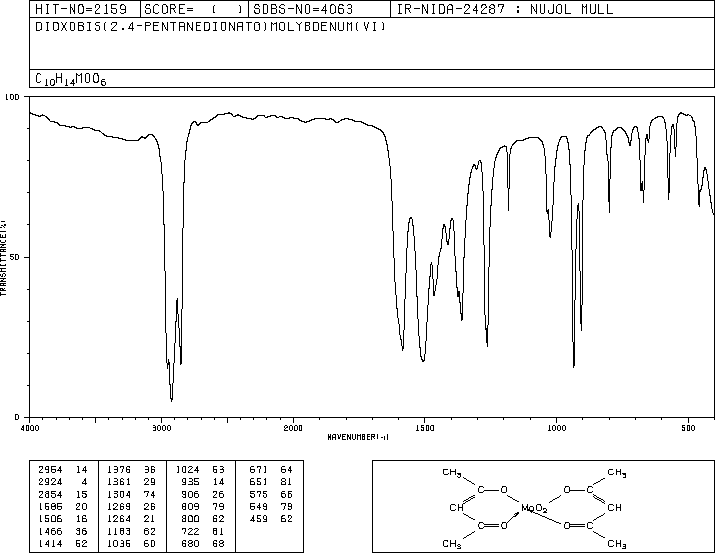 HIT-NO=2159 SCORE= ( ) SDBS-NO=4063 IR-NIDA-24287 : NUJOL MULL
DIOXOBIS(2,4-PENTANEDIONATO)MOLYBDENUM(VI)
C10H14MOO6
100
TRANSMITTANCE(%)
50
0
4000 3000 2000 1500 1000 500
WAVENUMBER(-1)
2954 14 1376 36 1024 53 671 64
2924 4 1361 29 935 14 651 81
2854 15 1304 74 906 26 575 66
1585 20 1269 26 809 79 549 79
1506 16 1264 21 800 62 459 62
1466 36 1183 62 722 81
1414 52 1035 60 680 68
CH3 CH3
C O O C
CH MoO2 CH
C O O C
CH3 CH3